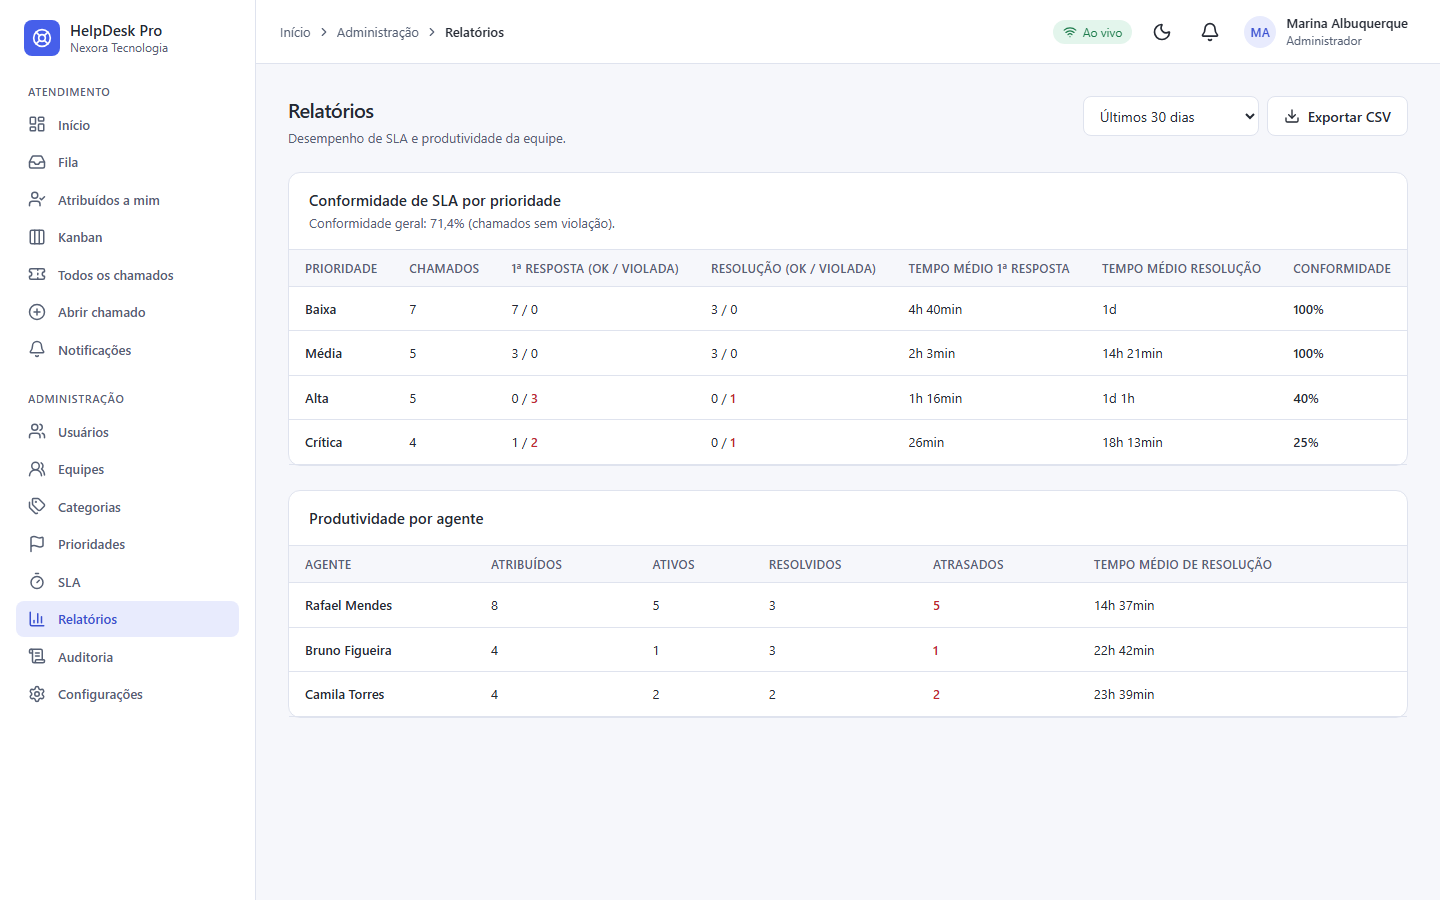 HelpDesk Pro
Nexora Tecnologia
ATENDIMENTO
Início
Fila
Atribuídos a mim
Kanban
Todos os chamados
Abrir chamado
Notificações
ADMINISTRAÇÃO
Usuários
Equipes
Categorias
Prioridades
SLA
Relatórios
Auditoria
Configurações
Início > Administração > Relatórios
Ao vivo
MA
Marina Albuquerque
Administrador
Relatórios
Desempenho de SLA e produtividade da equipe.
Últimos 30 dias
Exportar CSV
Conformidade de SLA por prioridade
Conformidade geral: 71,4% (chamados sem violação).
PRIORIDADE CHAMADOS 1ª RESPOSTA (OK / VIOLADA) RESOLUÇÃO (OK / VIOLADA) TEMPO MÉDIO 1ª RESPOSTA TEMPO MÉDIO RESOLUÇÃO CONFORMIDADE
Baixa 7 7 / 0 3 / 0 4h 40min 1d 100%
Média 5 3 / 0 3 / 0 2h 3min 14h 21min 100%
Alta 5 0 / 3 0 / 1 1h 16min 1d 1h 40%
Crítica 4 1 / 2 0 / 1 26min 18h 13min 25%
Produtividade por agente
AGENTE ATRIBUÍDOS ATIVOS RESOLVIDOS ATRASADOS TEMPO MÉDIO DE RESOLUÇÃO
Rafael Mendes 8 5 3 5 14h 37min
Bruno Figueira 4 1 3 1 22h 42min
Camila Torres 4 2 2 2 23h 39min